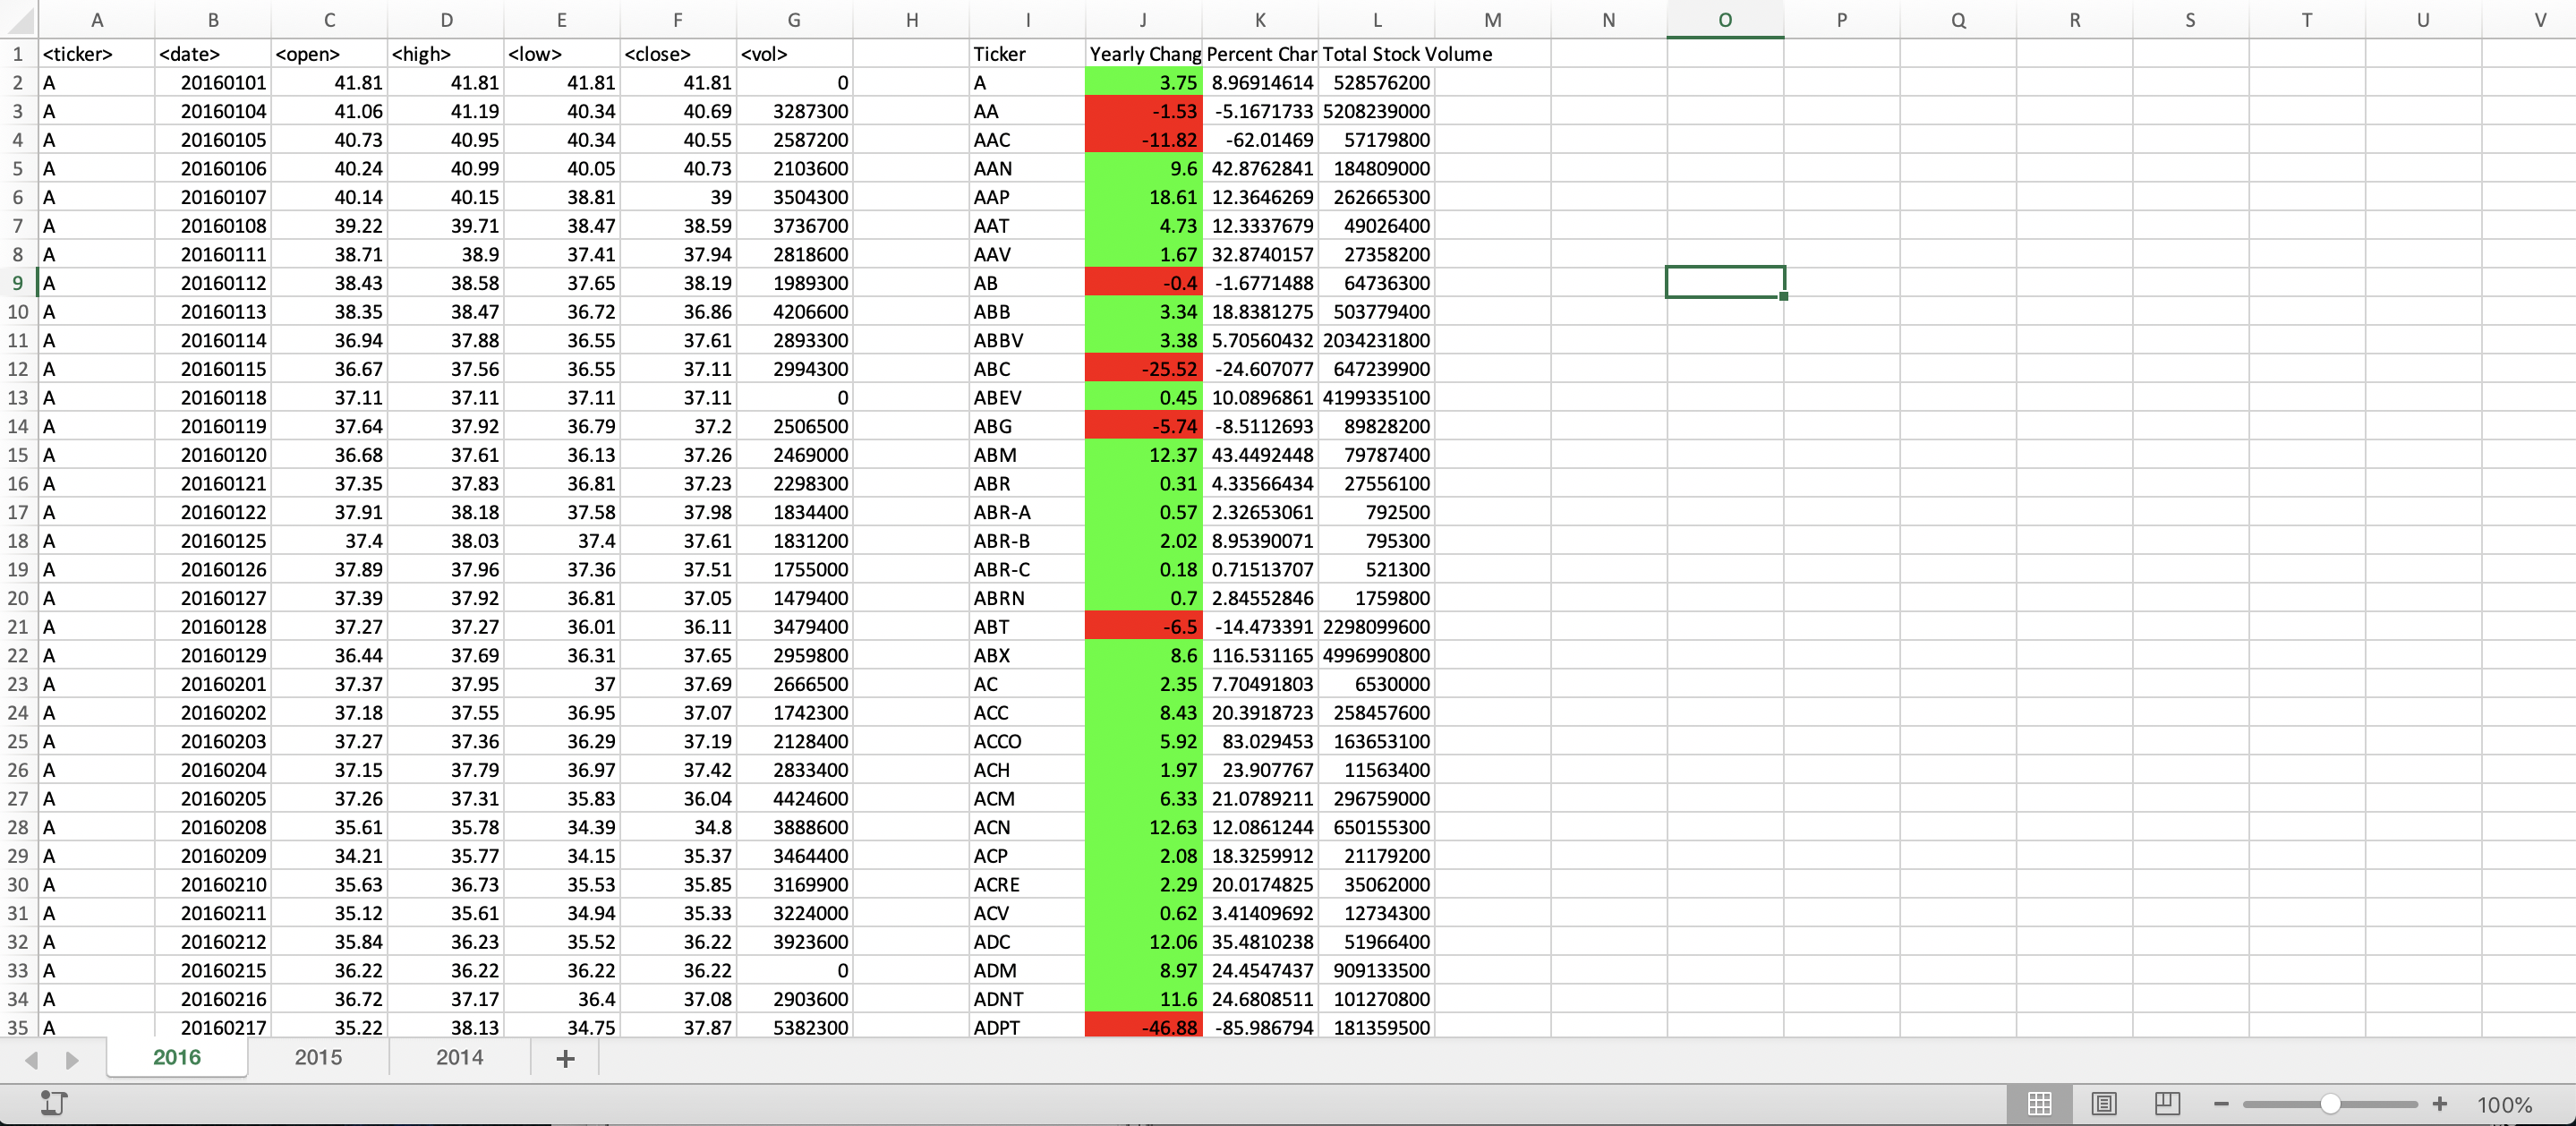 A B C D E F G H I J K L M N O P Q R S T U V
1 <ticker> <date> <open> <high> <low> <close> <vol> Ticker Yearly Chang Percent Char Total Stock Volume
2 A 20160101 41.81 41.81 41.81 41.81 0 A 3.75 8.96914614 528576200
3 A 20160104 41.06 41.19 40.34 40.69 3287300 AA -1.53 -5.1671733 5208239000
4 A 20160105 40.73 40.95 40.34 40.55 2587200 AAC -11.82 -62.01469 57179800
5 A 20160106 40.24 40.99 40.05 40.73 2103600 AAN 9.6 42.8762841 184809000
6 A 20160107 40.14 40.15 38.81 39 3504300 AAP 18.61 12.3646269 262665300
7 A 20160108 39.22 39.71 38.47 38.59 3736700 AAT 4.73 12.3337679 49026400
8 A 20160111 38.71 38.9 37.41 37.94 2818600 AAV 1.67 32.8740157 27358200
9 A 20160112 38.43 38.58 37.65 38.19 1989300 AB -0.4 -1.6771488 64736300
10 A 20160113 38.35 38.47 36.72 36.86 4206600 ABB 3.34 18.8381275 503779400
11 A 20160114 36.94 37.88 36.55 37.61 2893300 ABBV 3.38 5.70560432 2034231800
12 A 20160115 36.67 37.56 36.55 37.11 2994300 ABC -25.52 -24.607077 647239900
13 A 20160118 37.11 37.11 37.11 37.11 0 ABEV 0.45 10.0896861 4199335100
14 A 20160119 37.64 37.92 36.79 37.2 2506500 ABG -5.74 -8.5112693 89828200
15 A 20160120 36.68 37.61 36.13 37.26 2469000 ABM 12.37 43.4492448 79787400
16 A 20160121 37.35 37.83 36.81 37.23 2298300 ABR 0.31 4.33566434 27556100
17 A 20160122 37.91 38.18 37.58 37.98 1834400 ABR-A 0.57 2.32653061 792500
18 A 20160125 37.4 38.03 37.4 37.61 1831200 ABR-B 2.02 8.95390071 795300
19 A 20160126 37.89 37.96 37.36 37.51 1755000 ABR-C 0.18 0.71513707 521300
20 A 20160127 37.39 37.92 36.81 37.05 1479400 ABRN 0.7 2.84552846 1759800
21 A 20160128 37.27 37.27 36.01 36.11 3479400 ABT -6.5 -14.473391 2298099600
22 A 20160129 36.44 37.69 36.31 37.65 2959800 ABX 8.6 116.531165 4996990800
23 A 20160201 37.37 37.95 37 37.69 2666500 AC 2.35 7.70491803 6530000
24 A 20160202 37.18 37.55 36.95 37.07 1742300 ACC 8.43 20.3918723 258457600
25 A 20160203 37.27 37.36 36.29 37.19 2128400 ACCO 5.92 83.029453 163653100
26 A 20160204 37.15 37.79 36.97 37.42 2833400 ACH 1.97 23.907767 11563400
27 A 20160205 37.26 37.31 35.83 36.04 4424600 ACM 6.33 21.0789211 296759000
28 A 20160208 35.61 35.78 34.39 34.8 3888600 ACN 12.63 12.0861244 650155300
29 A 20160209 34.21 35.77 34.15 35.37 3464400 ACP 2.08 18.3259912 21179200
30 A 20160210 35.63 36.73 35.53 35.85 3169900 ACRE 2.29 20.0174825 35062000
31 A 20160211 35.12 35.61 34.94 35.33 3224000 ACV 0.62 3.41409692 12734300
32 A 20160212 35.84 36.23 35.52 36.22 3923600 ADC 12.06 35.4810238 51966400
33 A 20160215 36.22 36.22 36.22 36.22 0 ADM 8.97 24.4547437 909133500
34 A 20160216 36.72 37.17 36.4 37.08 2903600 ADNT 11.6 24.6808511 101270800
35 A 20160217 35.22 38.13 34.75 37.87 5382300 ADPT -46.88 -85.986794 181359500
2016 2015 2014 +
100%